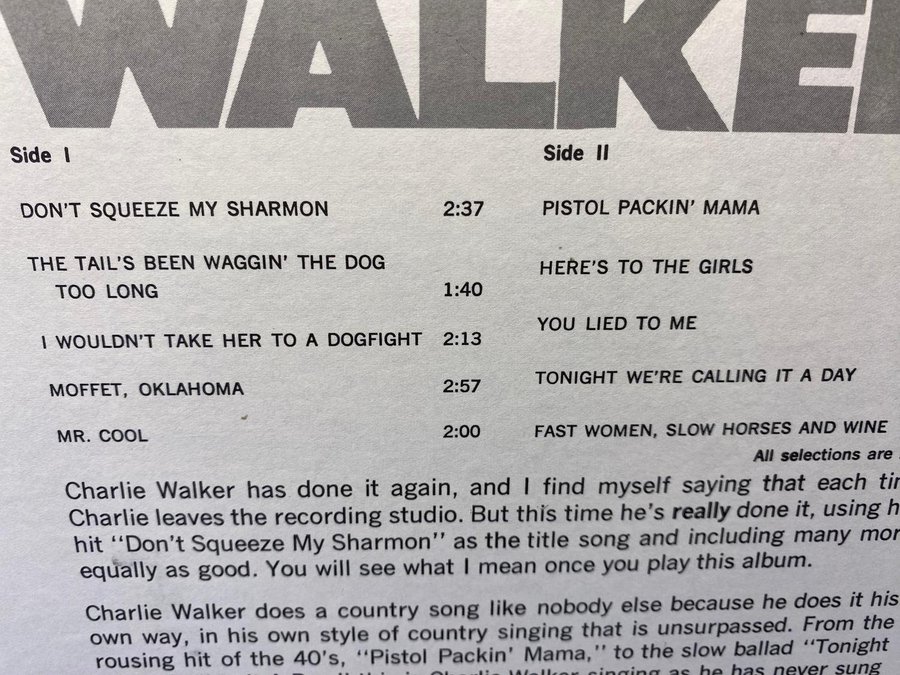 WALKE
Side I
DON'T SQUEEZE MY SHARMON 2:37
THE TAIL'S BEEN WAGGIN' THE DOG
TOO LONG 1:40
I WOULDN'T TAKE HER TO A DOGFIGHT 2:13
MOFFET, OKLAHOMA 2:57
MR. COOL 2:00
Side II
PISTOL PACKIN' MAMA
HERE'S TO THE GIRLS
YOU LIED TO ME
TONIGHT WE'RE CALLING IT A DAY
FAST WOMEN, SLOW HORSES AND WINE
All selections are
Charlie Walker has done it again, and I find myself saying that each tir
Charlie leaves the recording studio. But this time he's really done it, using h
hit "Don't Squeeze My Sharmon" as the title song and including many mor
equally as good. You will see what I mean once you play this album.
Charlie Walker does a country song like nobody else because he does it his
own way, in his own style of country singing that is unsurpassed. From the
rousing hit of the 40's, "Pistol Packin' Mama," to the slow ballad "Tonight
Charlie Walker singing as he has never sung